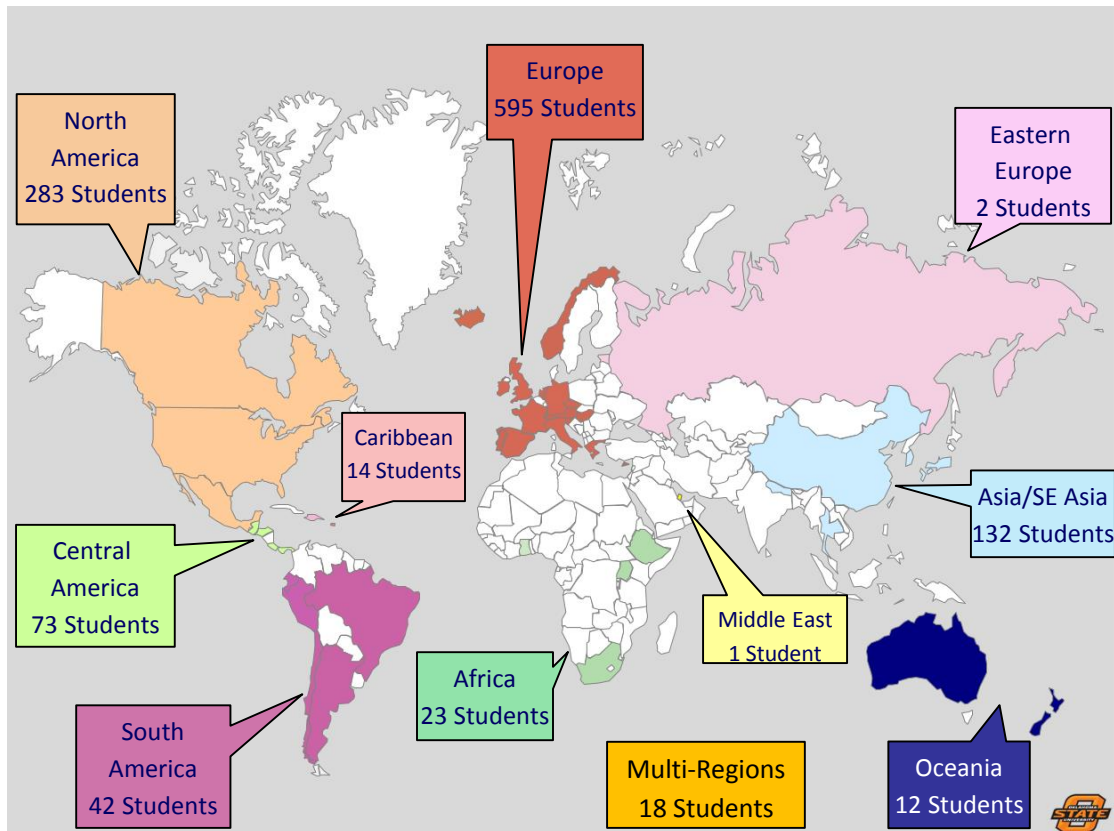 Europe
595 Students
North
America
283 Students
Eastern
Europe
2 Students
Caribbean
14 Students
Asia/SE Asia
132 Students
Central
America
73 Students
Middle East
1 Student
Africa
23 Students
South
America
42 Students
Multi-Regions
18 Students
Oceania
12 Students
OKLAHOMA
STATE
UNIVERSITY